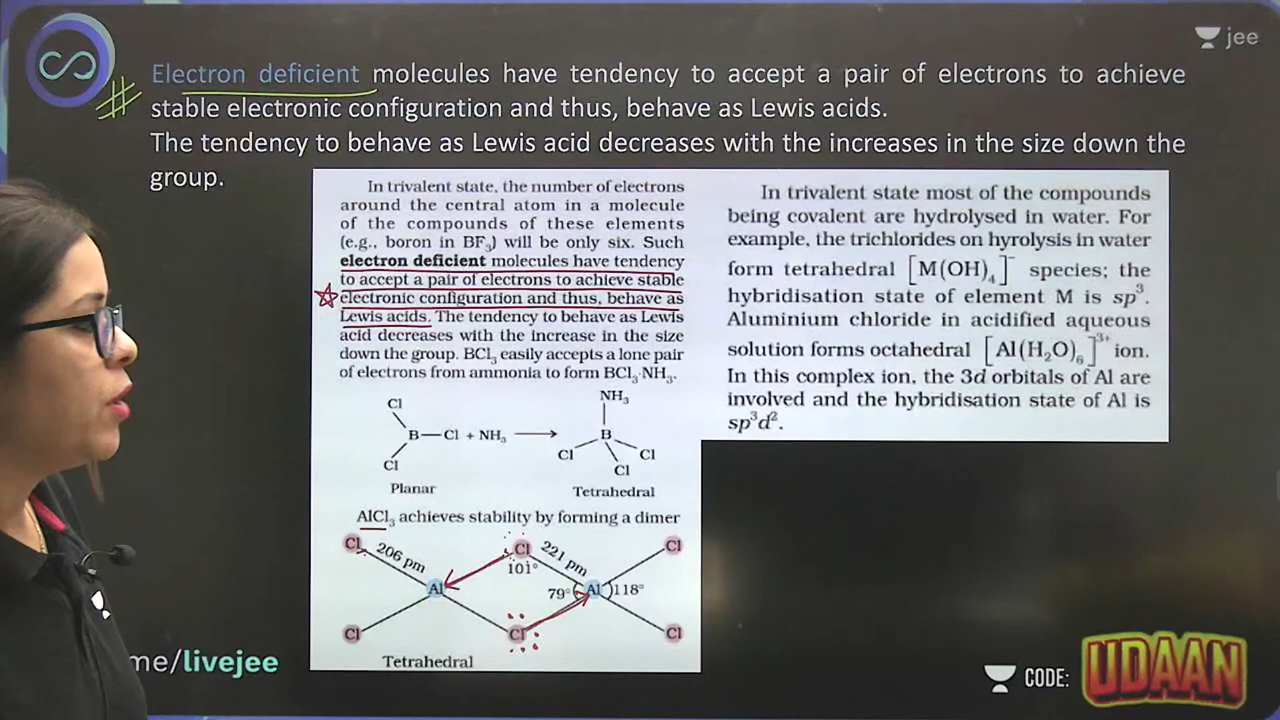 jee
Electron deficient molecules have tendency to accept a pair of electrons to achieve
stable electronic configuration and thus, behave as Lewis acids.
The tendency to behave as Lewis acid decreases with the increases in the size down the
group.
In trivalent state, the number of electrons
around the central atom in a molecule
of the compounds of these elements
(e.g., boron in BF₃) will be only six. Such
electron deficient molecules have tendency
to accept a pair of electrons to achieve stable
electronic configuration and thus, behave as
Lewis acids. The tendency to behave as Lewis
acid decreases with the increase in the size
down the group. BCl₃ easily accepts a lone pair
of electrons from ammonia to form BCl₃·NH₃.
Cl
B—Cl + NH₃ ⟶
Cl
Planar
NH₃
B
Cl Cl
Cl
Tetrahedral
AlCl₃ achieves stability by forming a dimer
Cl 206 pm Cl 221 pm Cl
101°
Al 79° Al 118°
Cl Cl Cl
Tetrahedral
In trivalent state most of the compounds
being covalent are hydrolysed in water. For
example, the trichlorides on hyrolysis in water
form tetrahedral [M(OH)₄]⁻ species; the
hybridisation state of element M is sp³.
Aluminium chloride in acidified aqueous
solution forms octahedral [Al(H₂O)₆]³⁺ ion.
In this complex ion, the 3d orbitals of Al are
involved and the hybridisation state of Al is
sp³d².
me/livejee
CODE:
UDAAN